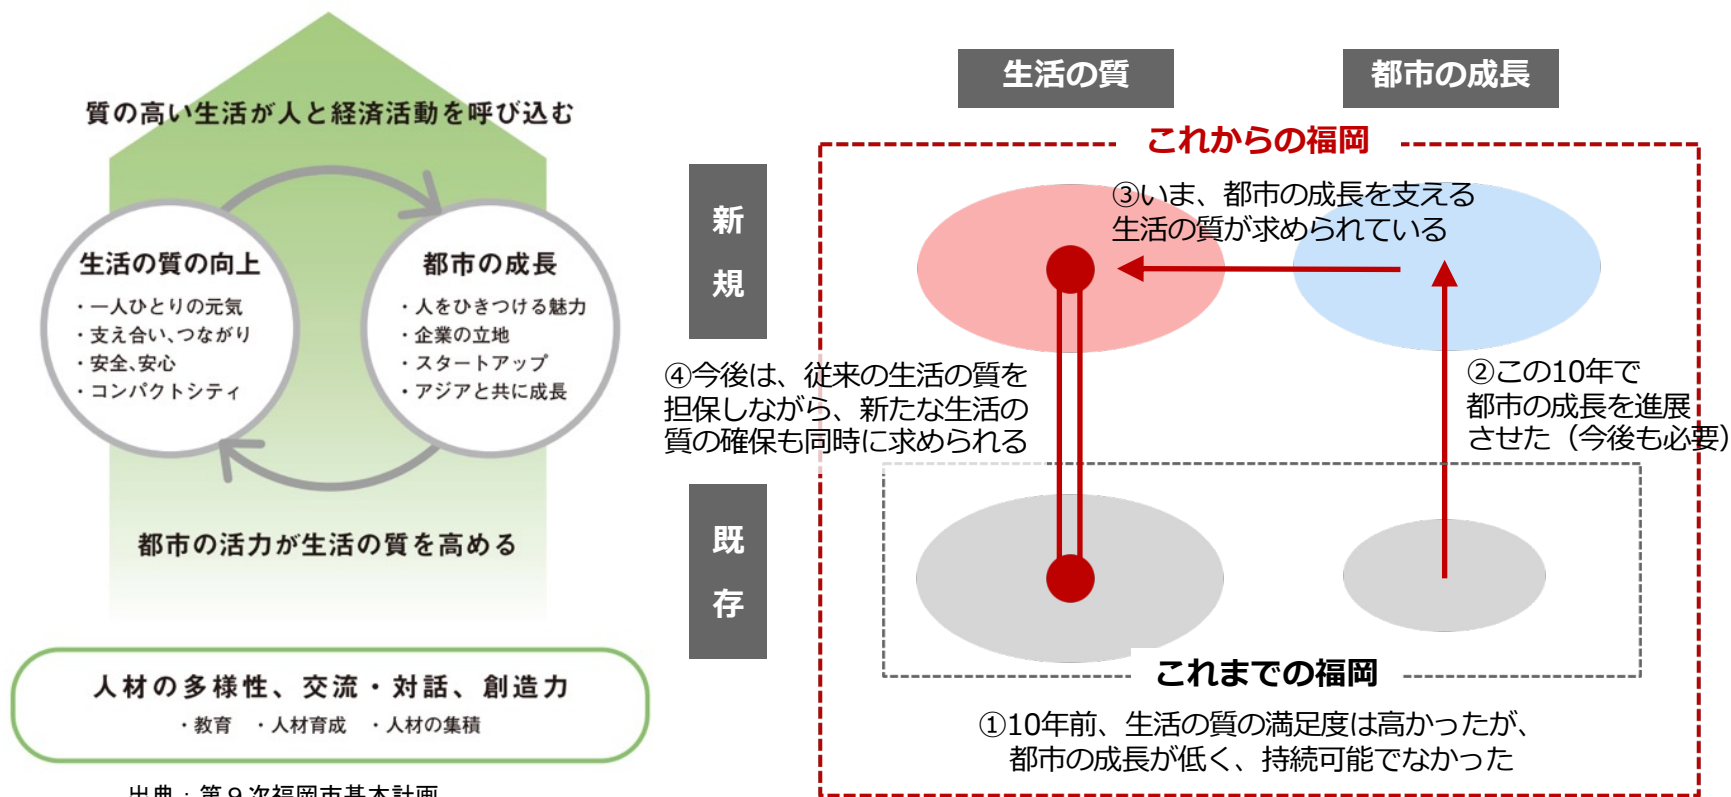 質の高い生活が人と経済活動を呼び込む
生活の質の向上
・一人ひとりの元気
・支え合い、つながり
・安全、安心
・コンパクトシティ
都市の成長
・人をひきつける魅力
・企業の立地
・スタートアップ
・アジアと共に成長
都市の活力が生活の質を高める
人材の多様性、交流・対話、創造力
・教育　・人材育成　・人材の集積
出典：第９次福岡市基本計画
生活の質
都市の成長
これからの福岡
新規
③いま、都市の成長を支える
生活の質が求められている
④今後は、従来の生活の質を
担保しながら、新たな生活の
質の確保も同時に求められる
②この10年で
都市の成長を進展
させた（今後も必要）
既存
これまでの福岡
①10年前、生活の質の満足度は高かったが、
都市の成長が低く、持続可能でなかった